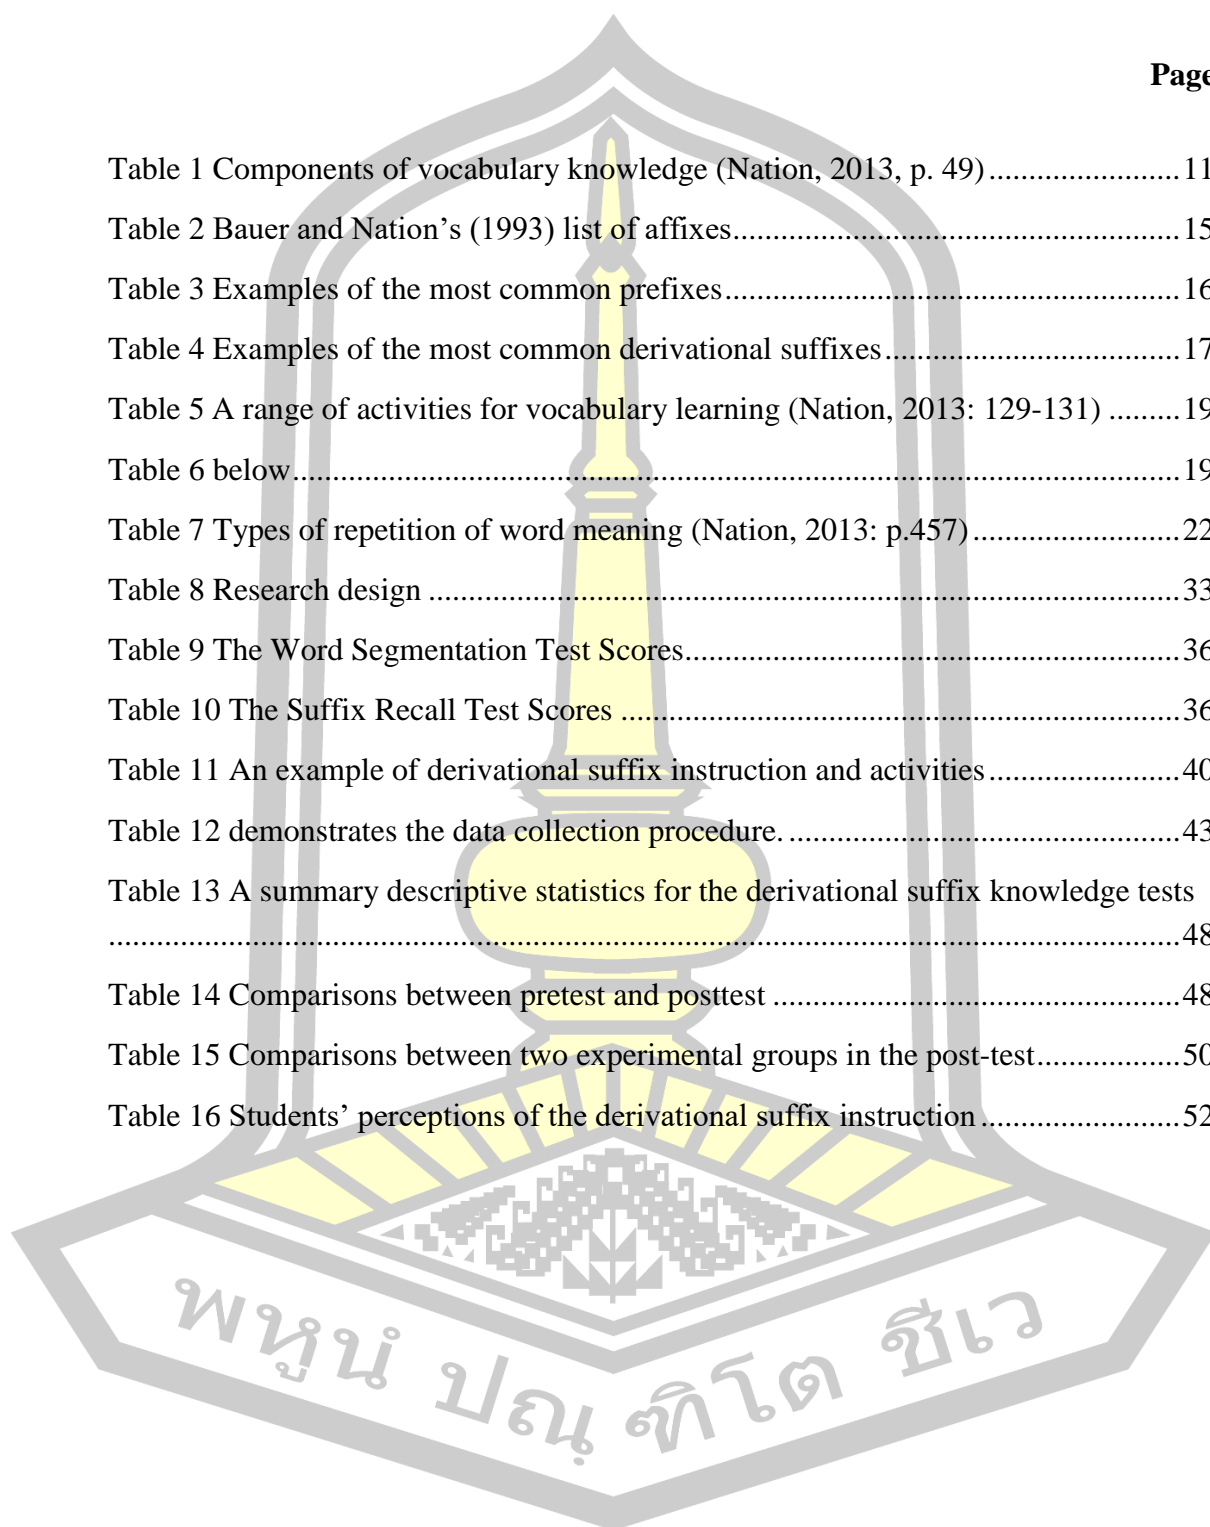 Page
Table 1 Components of vocabulary knowledge (Nation, 2013, p. 49) ........................ 11
Table 2 Bauer and Nation’s (1993) list of affixes........................................................ 15
Table 3 Examples of the most common prefixes......................................................... 16
Table 4 Examples of the most common derivational suffixes..................................... 17
Table 5 A range of activities for vocabulary learning (Nation, 2013: 129-131) ......... 19
Table 6 below............................................................................................................... 19
Table 7 Types of repetition of word meaning (Nation, 2013: p.457) .......................... 22
Table 8 Research design .............................................................................................. 33
Table 9 The Word Segmentation Test Scores.............................................................. 36
Table 10 The Suffix Recall Test Scores ...................................................................... 36
Table 11 An example of derivational suffix instruction and activities........................ 40
Table 12 demonstrates the data collection procedure. ................................................. 43
Table 13 A summary descriptive statistics for the derivational suffix knowledge tests
...................................................................................................................................... 48
Table 14 Comparisons between pretest and posttest ................................................... 48
Table 15 Comparisons between two experimental groups in the post-test.................. 50
Table 16 Students’ perceptions of the derivational suffix instruction ......................... 52
พหูนํ ปณฺฑิโต ชีเว